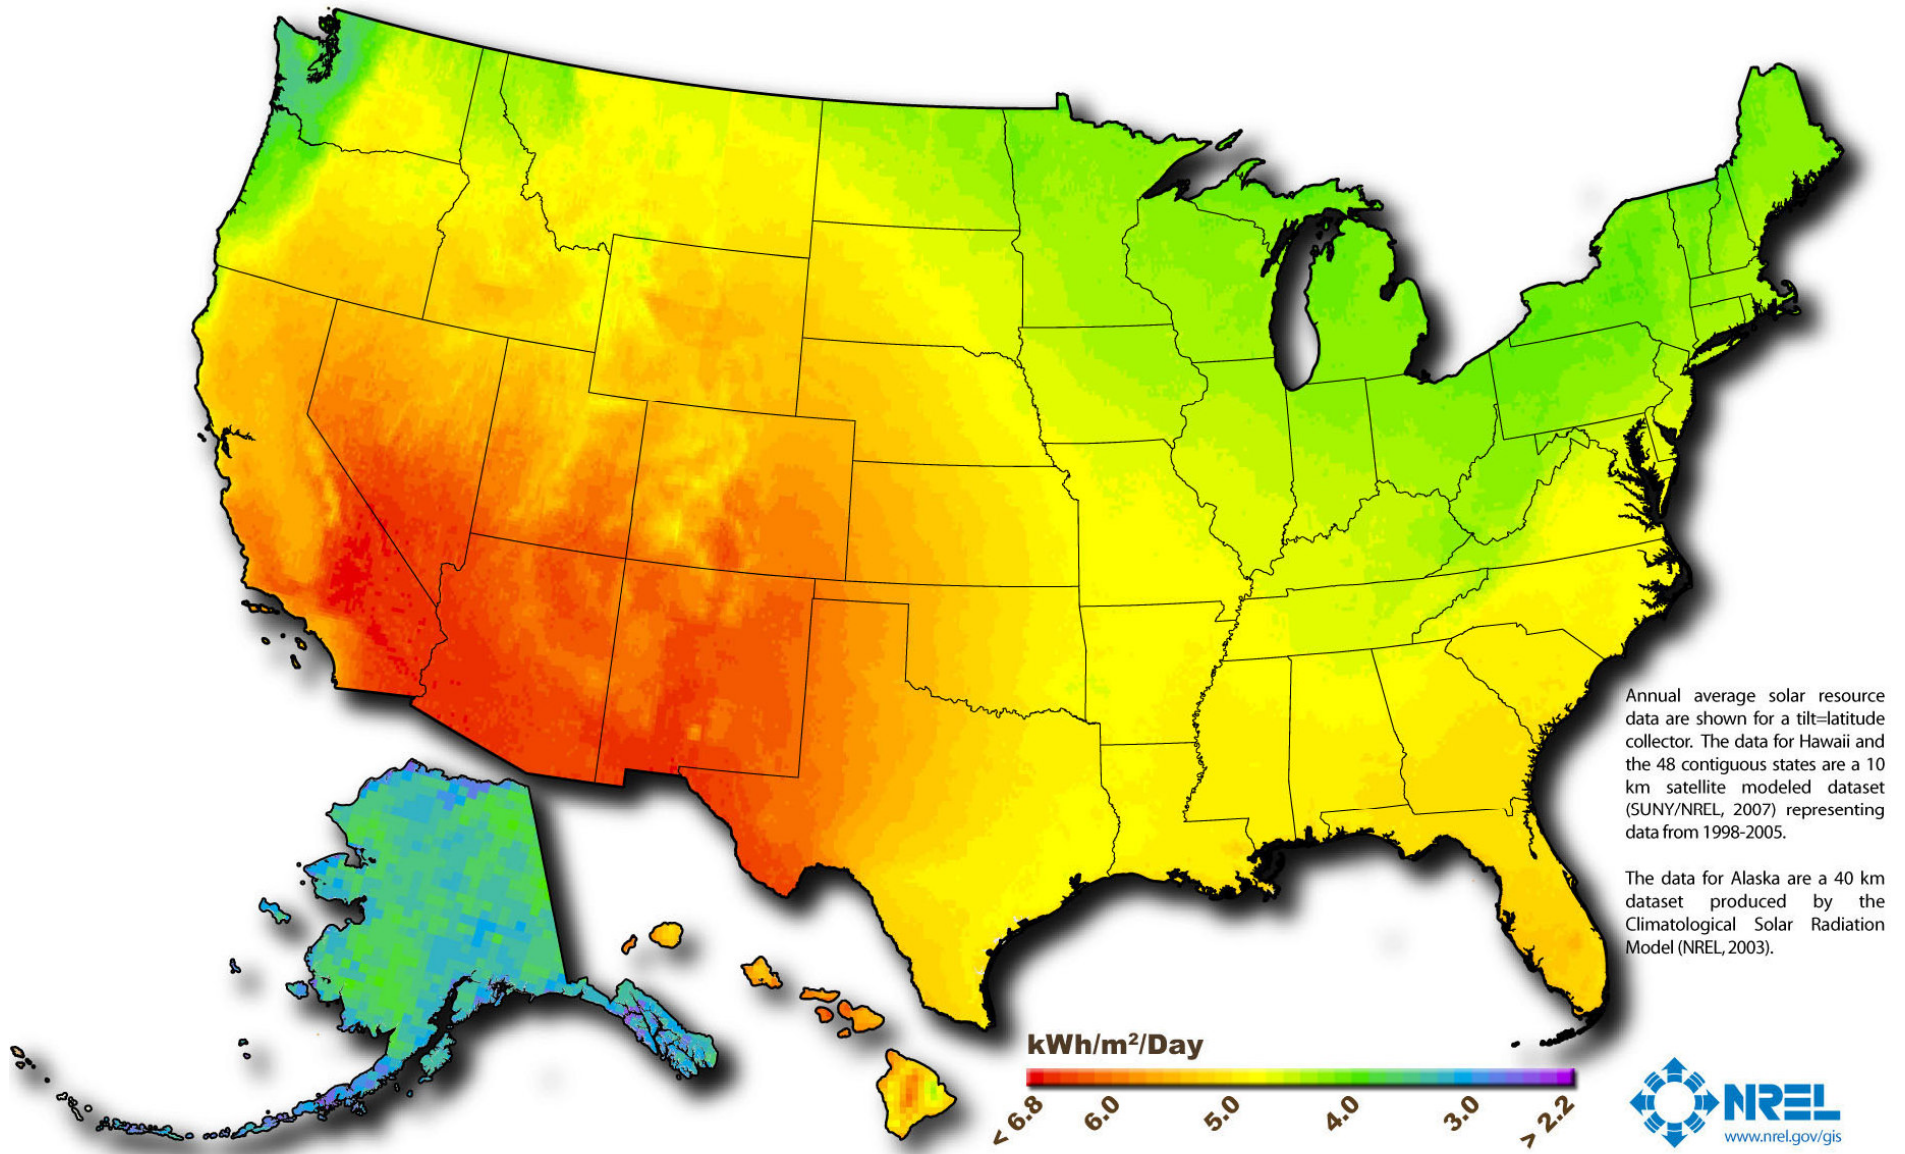 Annual average solar resource
data are shown for a tilt=latitude
collector. The data for Hawaii and
the 48 contiguous states are a 10
km satellite modeled dataset
(SUNY/NREL, 2007) representing
data from 1998-2005.
The data for Alaska are a 40 km
dataset produced by the
Climatological Solar Radiation
Model (NREL, 2003).
kWh/m²/Day
< 6.8 6.0 5.0 4.0 3.0 > 2.2
NREL
www.nrel.gov/gis